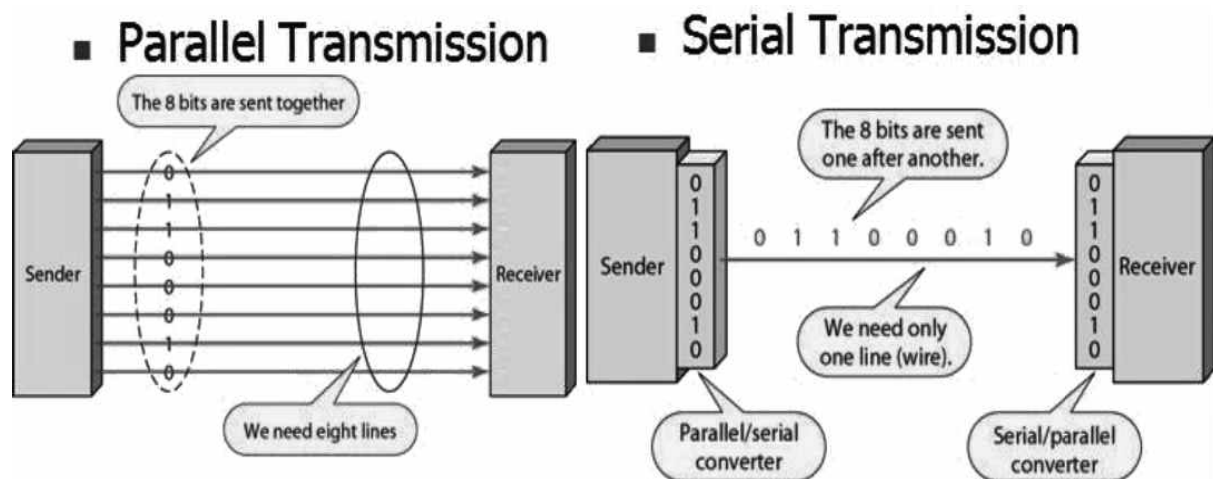 ▪ Parallel Transmission
The 8 bits are sent together
Sender
0
1
1
0
0
0
1
0
Receiver
We need eight lines
▪ Serial Transmission
The 8 bits are sent
one after another.
Sender
0
1
1
0
0
0
1
0
0 1 1 0 0 0 1 0
We need only
one line (wire).
0
1
1
0
0
0
1
0
Receiver
Parallel/serial
converter
Serial/parallel
converter